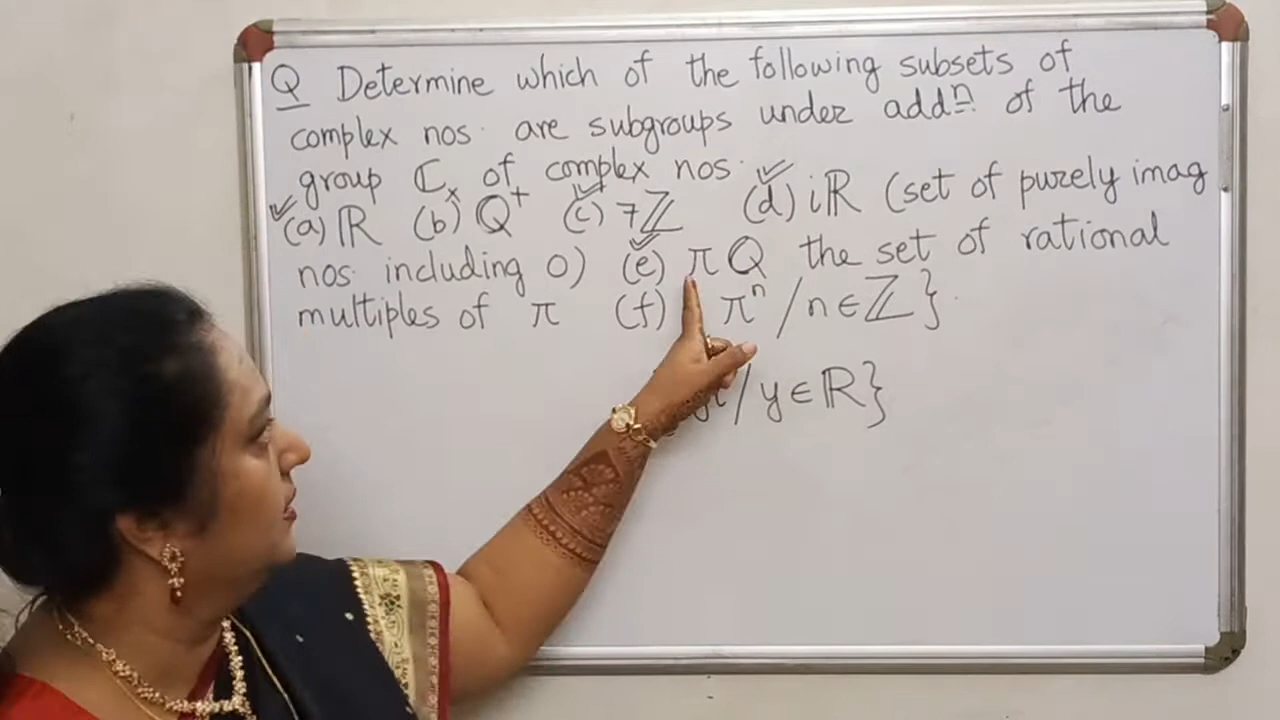 Q Determine which of the following subsets of
complex nos. are subgroups under addn. of the
group ℂx of complex nos.
✓(a) ℝ (b) ℚ⁺ ✓(c) 7ℤ ✓(d) iℝ (set of purely imag
nos including 0) ✓(e) πℚ the set of rational
multiples of π (f) πⁿ / n ∈ ℤ}
/ y ∈ ℝ}